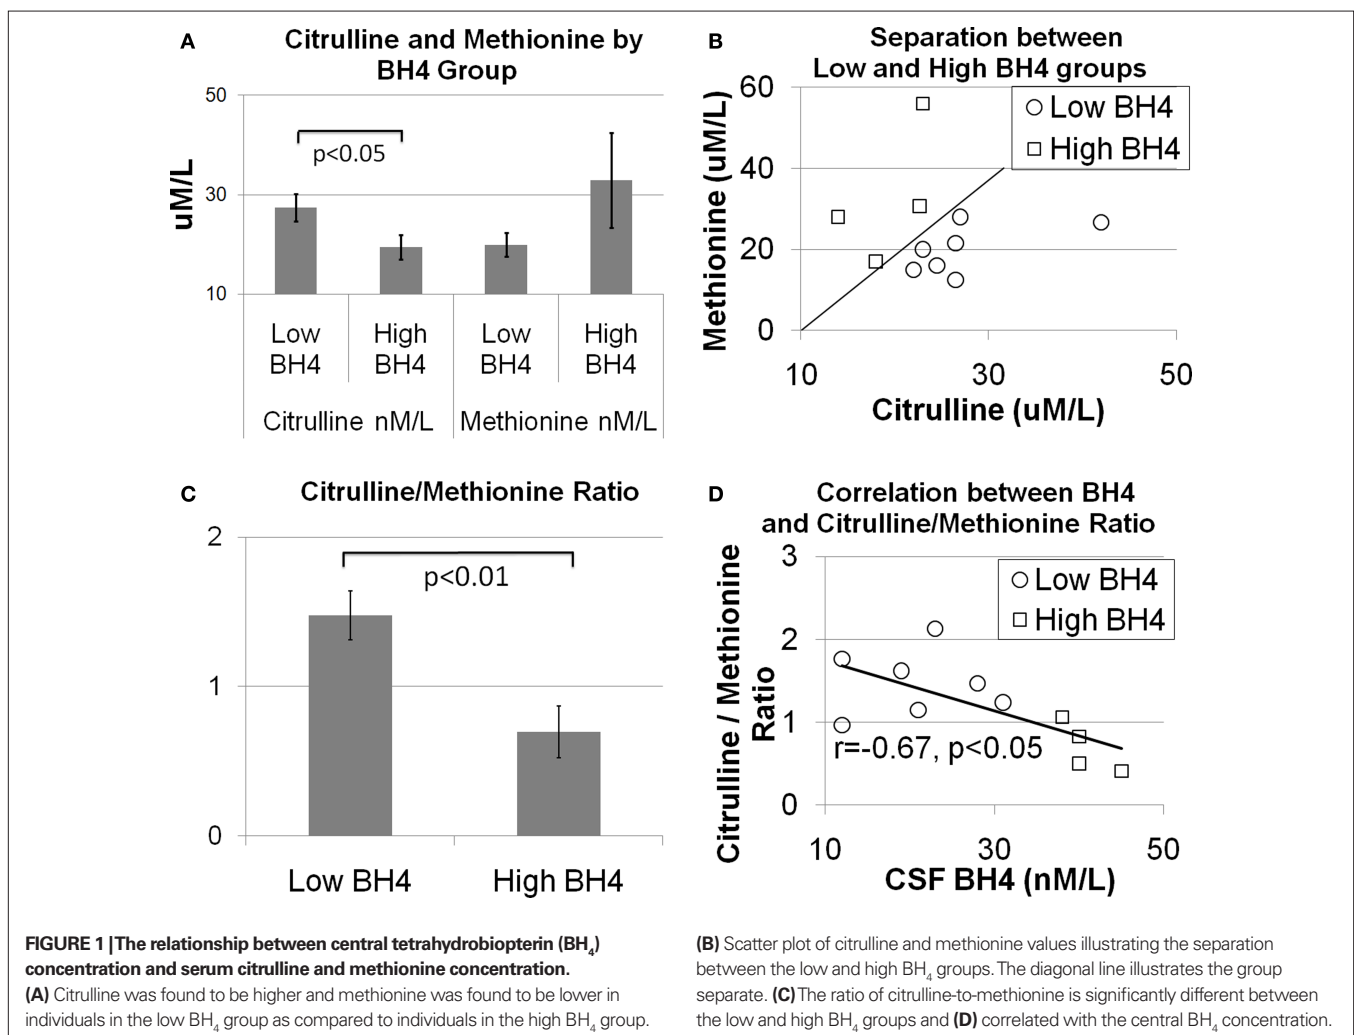 A
Citrulline and Methionine by
BH4 Group
50
30
10
uM/L
p<0.05
Low
BH4
High
BH4
Low
BH4
High
BH4
Citrulline nM/L
Methionine nM/L
B
Separation between
Low and High BH4 groups
Methionine (uM/L)
60
40
20
0
Low BH4
High BH4
10
30
50
Citrulline (uM/L)
C
Citrulline/Methionine Ratio
2
1
0
p<0.01
Low BH4
High BH4
D
Correlation between BH4
and Citrulline/Methionine Ratio
Citrulline / Methionine
Ratio
3
2
1
0
Low BH4
High BH4
r=-0.67, p<0.05
10
30
50
CSF BH4 (nM/L)
FIGURE 1 | The relationship between central tetrahydrobiopterin (BH4)
concentration and serum citrulline and methionine concentration.
(A) Citrulline was found to be higher and methionine was found to be lower in
individuals in the low BH4 group as compared to individuals in the high BH4 group.
(B) Scatter plot of citrulline and methionine values illustrating the separation
between the low and high BH4 groups. The diagonal line illustrates the group
separate. (C) The ratio of citrulline-to-methionine is significantly different between
the low and high BH4 groups and (D) correlated with the central BH4 concentration.